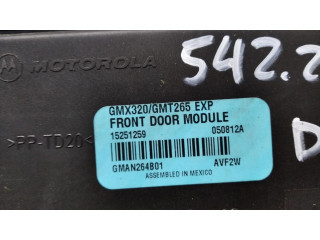 MOTOROLA
542.2
GMX320/GMT265 EXP
FRONT DOOR MODULE
15251259 050812A
>PP-TD20<
GMAN264B01 AVF2W
ASSEMBLED IN MEXICO
D